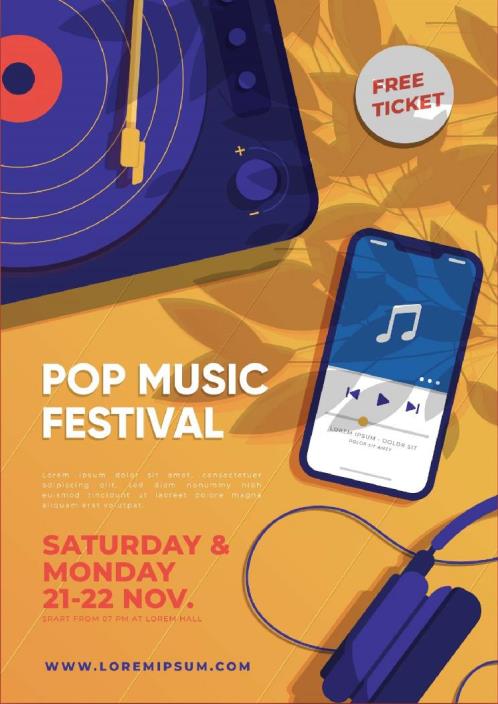 FREE
TICKET
LOREM IPSUM - DOLOR SIT
DOLOR SIT AMET
POP MUSIC
FESTIVAL
Lorem ipsum dolor sit amet, consectetuer
adipiscing elit, sed diam nonummy nibh
euismod tincidunt ut laoreet dolore magna
aliquam erat volutpat.
SATURDAY &
MONDAY
21-22 NOV.
SRART FROM 07 PM AT LOREM HALL
WWW.LOREMIPSUM.COM